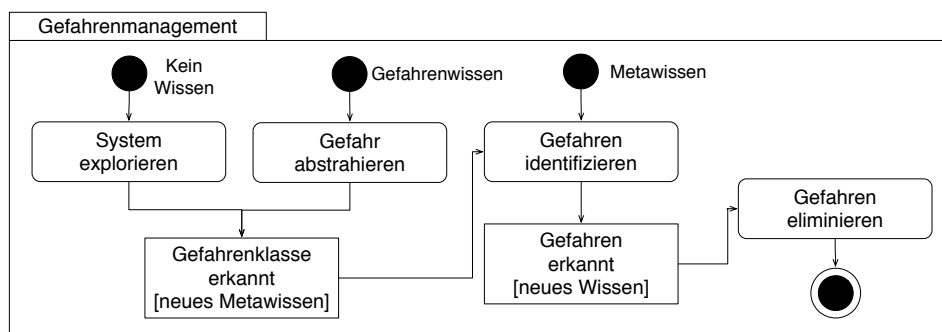 Gefahrenmanagement
Kein
Wissen
Gefahrenwissen
Metawissen
System
explorieren
Gefahr
abstrahieren
Gefahren
identifizieren
Gefahren
eliminieren
Gefahrenklasse
erkannt
[neues Metawissen]
Gefahren
erkannt
[neues Wissen]